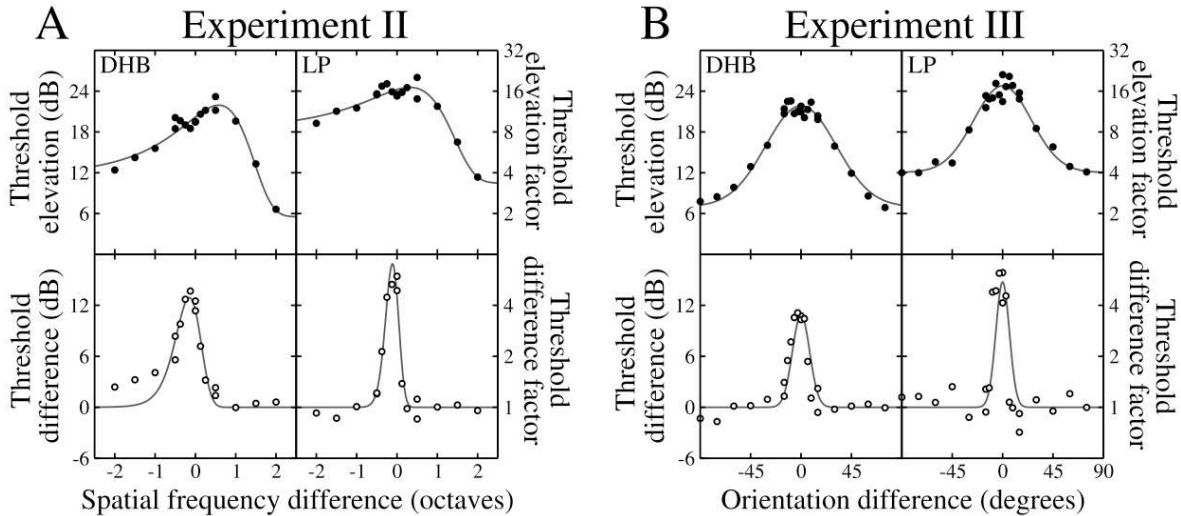 A Experiment II
B Experiment III
DHB
LP
Threshold
elevation (dB)
24
18
12
6
32
16
8
4
2
Threshold
elevation factor
Threshold
difference (dB)
12
6
0
-6
4
2
1
Threshold
difference factor
-2 -1 0 1 2
-2 -1 0 1 2
Spatial frequency difference (octaves)
DHB
LP
Threshold
elevation (dB)
24
18
12
6
32
16
8
4
2
Threshold
elevation factor
Threshold
difference (dB)
12
6
0
-6
4
2
1
Threshold
difference factor
-45 0 45
-45 0 45 90
Orientation difference (degrees)